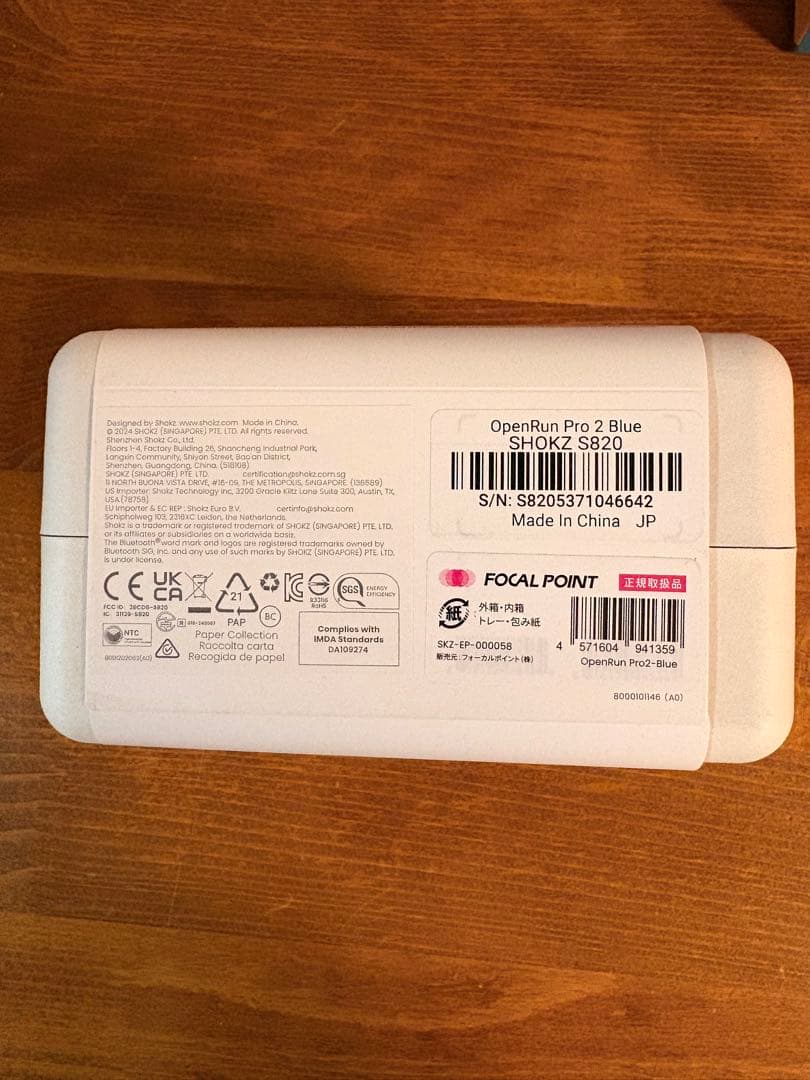 Designed by Shokz www.shokz.com Made in China.
© 2024 SHOKZ (SINGAPORE) PTE. LTD. All rights reserved.
Shenzhen Shokz Co., Ltd.
Floors 1-4, Factory Building 26, Shancheng Industrial Park,
Langxin Community, Shiyan Street, Baoan District,
Shenzhen, Guangdong, China. (518108)
SHOKZ (SINGAPORE) PTE. LTD. certification@shokz.com.sg
11 NORTH BUONA VISTA DRIVE, #16-09, THE METROPOLIS, SINGAPORE. (138589)
US Importer: Shokz Technology Inc, 3200 Gracie Kiltz Lane Suite 300, Austin, TX,
USA.(78758)
EU Importer & EC REP: Shokz Euro B.V. certinfo@shokz.com
Schipholweg 103, 2316XC Leiden, the Netherlands.
Shokz is a trademark or registered trademark of SHOKZ (SINGAPORE) PTE. LTD.
or its affiliates or subsidiaries on a worldwide basis.
The Bluetooth® word mark and logos are registered trademarks owned by
Bluetooth SIG, Inc. and any use of such marks by SHOKZ (SINGAPORE) PTE. LTD.
is under license.
CE
UK
CA
21
PAP
R33116
RoHS
SGS
ENERGY
EFFICIENCY
BC
NTC
Paper Collection
Raccolta carta
Recogida de papel
Complies with
IMDA Standards
DA109274
OpenRun Pro 2 Blue
SHOKZ S820
S/N: S8205371046642
Made In China JP
FOCAL POINT 正規取扱品
紙 外箱・内箱
トレー・包み紙
SKZ-EP-000058
販売元:フォーカルポイント(株)
4 571604 941359
OpenRun Pro2-Blue
8000101146 (A0)